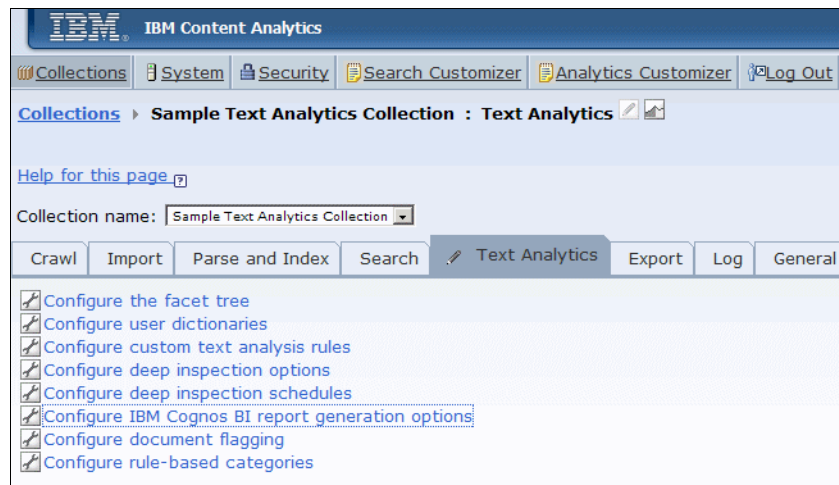 IBM® IBM Content Analytics
Collections System Security Search Customizer Analytics Customizer Log Out
Collections Sample Text Analytics Collection : Text Analytics
Help for this page ?
Collection name: Sample Text Analytics Collection
Crawl Import Parse and Index Search Text Analytics Export Log General
Configure the facet tree
Configure user dictionaries
Configure custom text analysis rules
Configure deep inspection options
Configure deep inspection schedules
Configure IBM Cognos BI report generation options
Configure document flagging
Configure rule-based categories